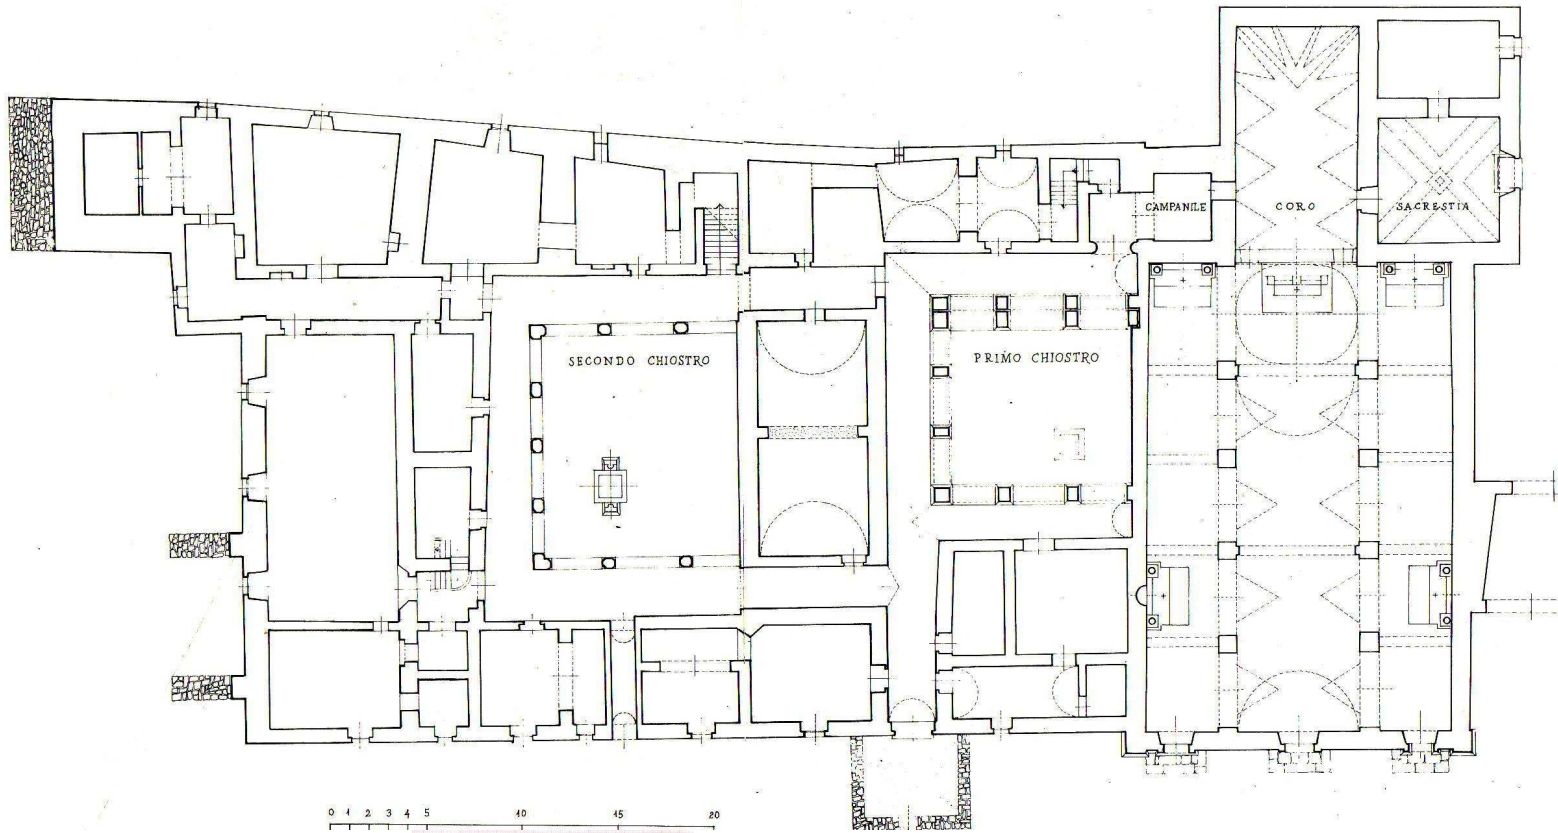 CAMPANILE
CORO
SACRESTIA
SECONDO CHIOSTRO
PRIMO CHIOSTRO
0 1 2 3 4 5 10 15 20